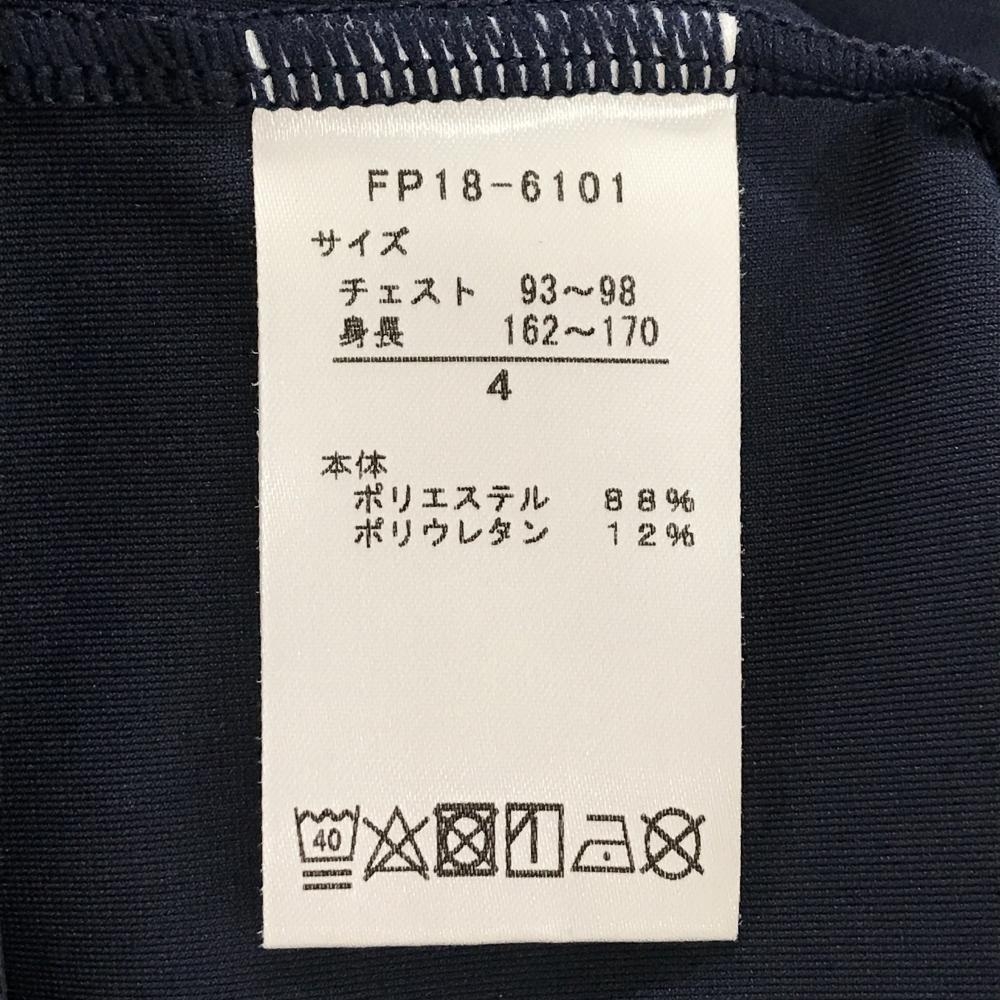 FP18-6101
サイズ
チェスト 93〜98
身長 162〜170
4
本体
ポリエステル 88%
ポリウレタン 12%
40